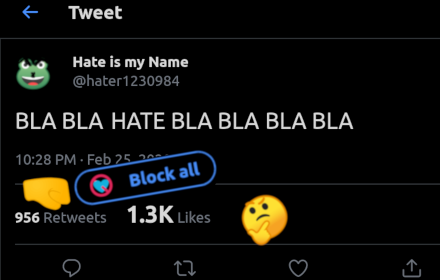 Tweet
Hate is my Name
@hater1230984
BLA BLA HATE BLA BLA BLA BLA
10:28 PM · Feb 25,
Block all
956 Retweets 1.3K Likes